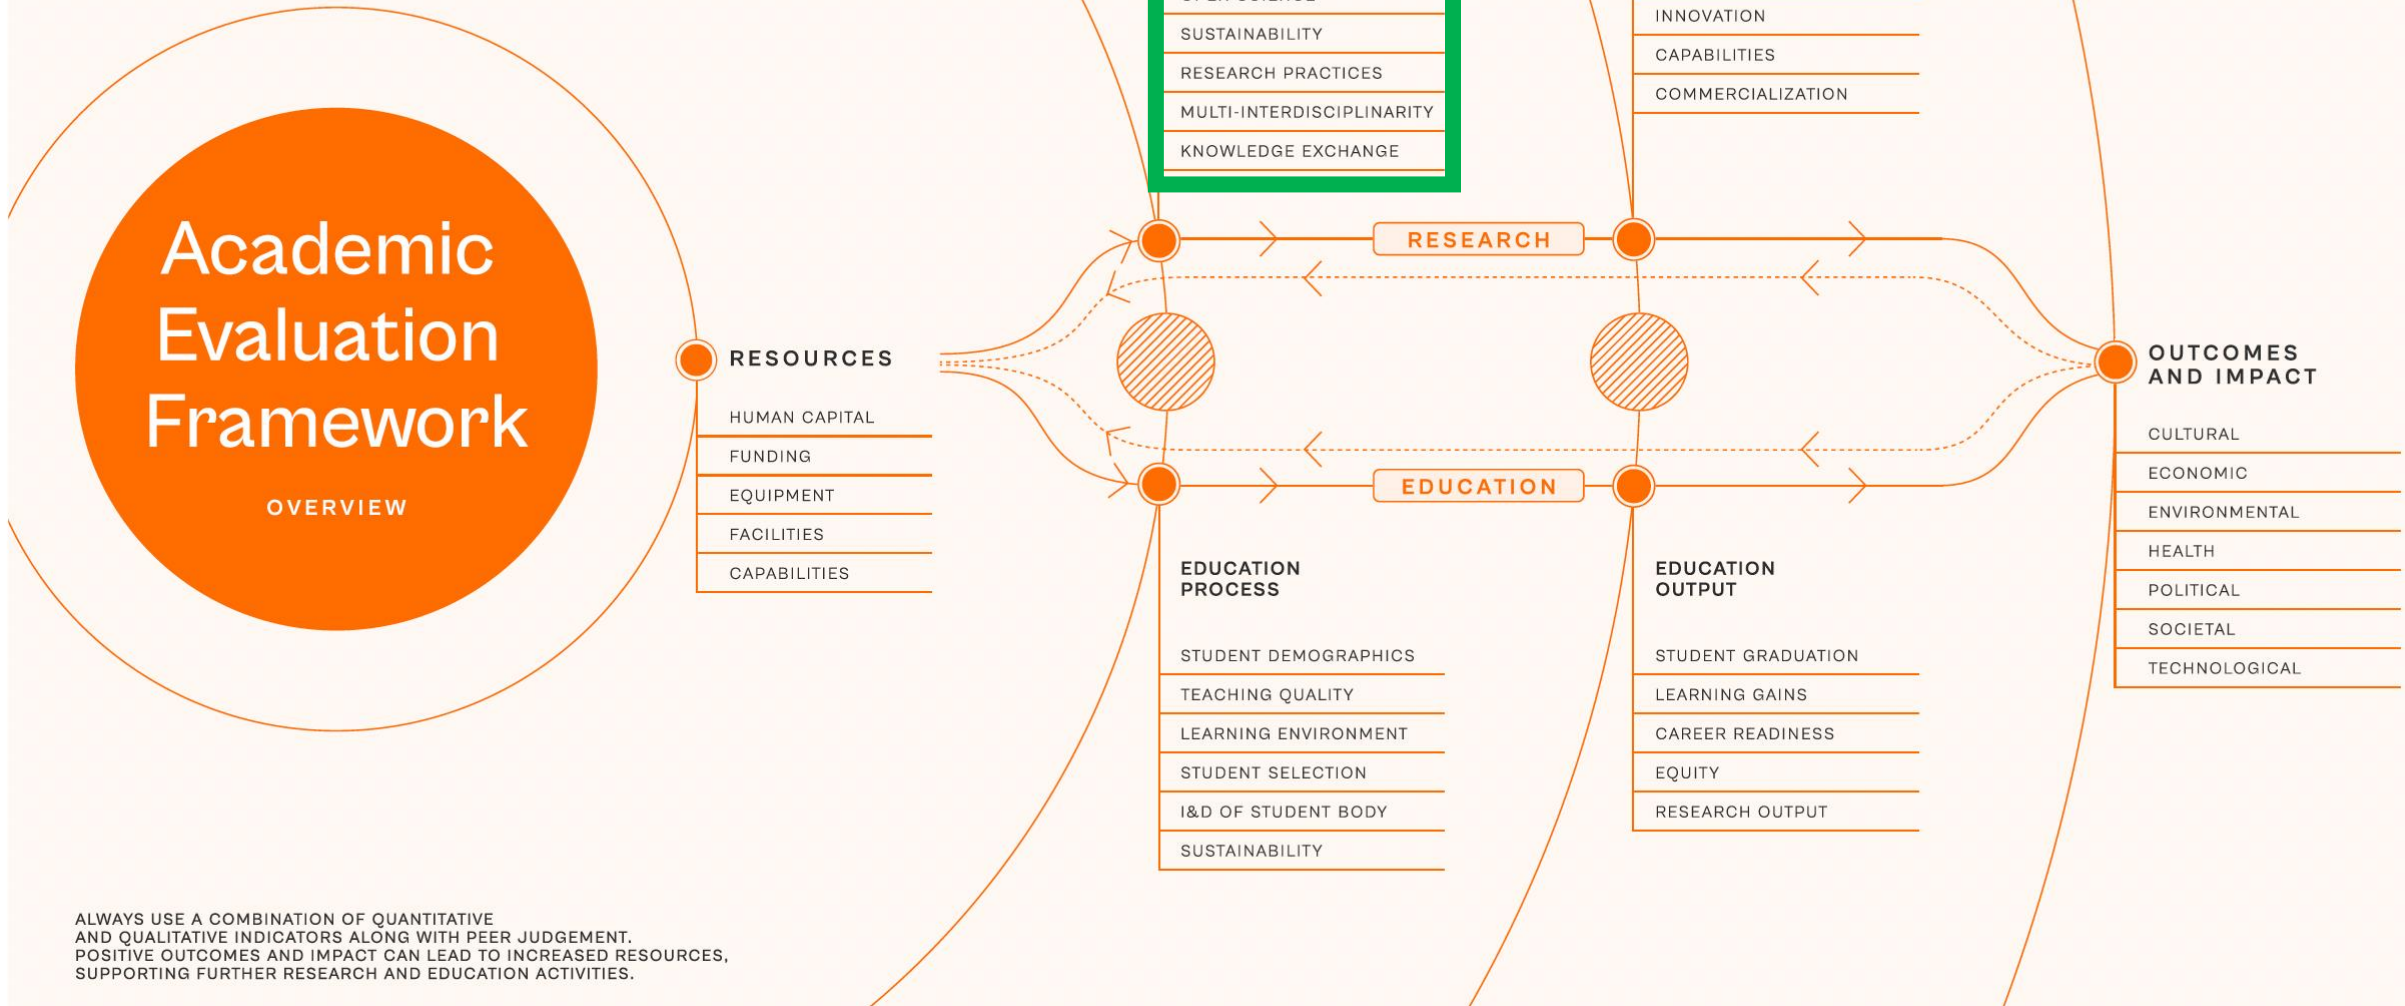 SUSTAINABILITY
RESEARCH PRACTICES
MULTI-INTERDISCIPLINARITY
KNOWLEDGE EXCHANGE
INNOVATION
CAPABILITIES
COMMERCIALIZATION
Academic
Evaluation
Framework
OVERVIEW
RESOURCES
HUMAN CAPITAL
FUNDING
EQUIPMENT
FACILITIES
CAPABILITIES
RESEARCH
EDUCATION
EDUCATION
PROCESS
STUDENT DEMOGRAPHICS
TEACHING QUALITY
LEARNING ENVIRONMENT
STUDENT SELECTION
I&D OF STUDENT BODY
SUSTAINABILITY
EDUCATION
OUTPUT
STUDENT GRADUATION
LEARNING GAINS
CAREER READINESS
EQUITY
RESEARCH OUTPUT
OUTCOMES
AND IMPACT
CULTURAL
ECONOMIC
ENVIRONMENTAL
HEALTH
POLITICAL
SOCIETAL
TECHNOLOGICAL
ALWAYS USE A COMBINATION OF QUANTITATIVE
AND QUALITATIVE INDICATORS ALONG WITH PEER JUDGEMENT.
POSITIVE OUTCOMES AND IMPACT CAN LEAD TO INCREASED RESOURCES,
SUPPORTING FURTHER RESEARCH AND EDUCATION ACTIVITIES.